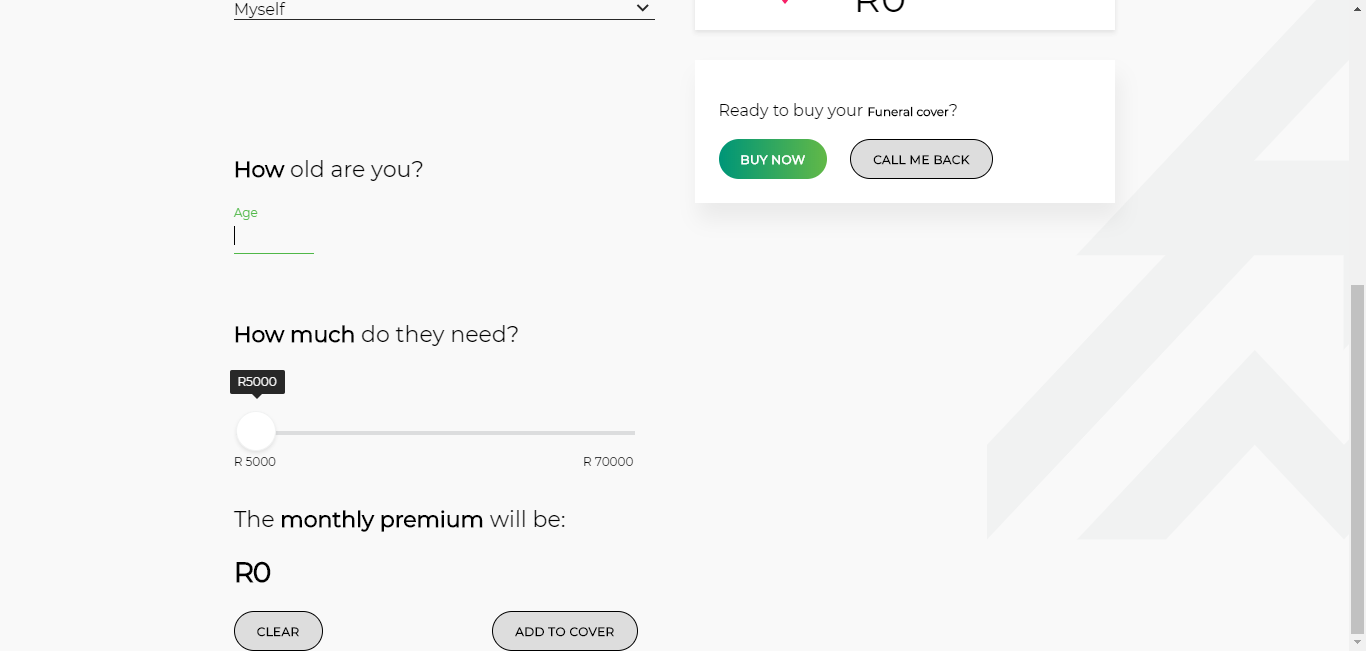 Myself
How old are you?
Age
How much do they need?
R5000
R 5000
R 70000
The monthly premium will be:
R0
CLEAR
ADD TO COVER
R0
Ready to buy your Funeral cover?
BUY NOW
CALL ME BACK